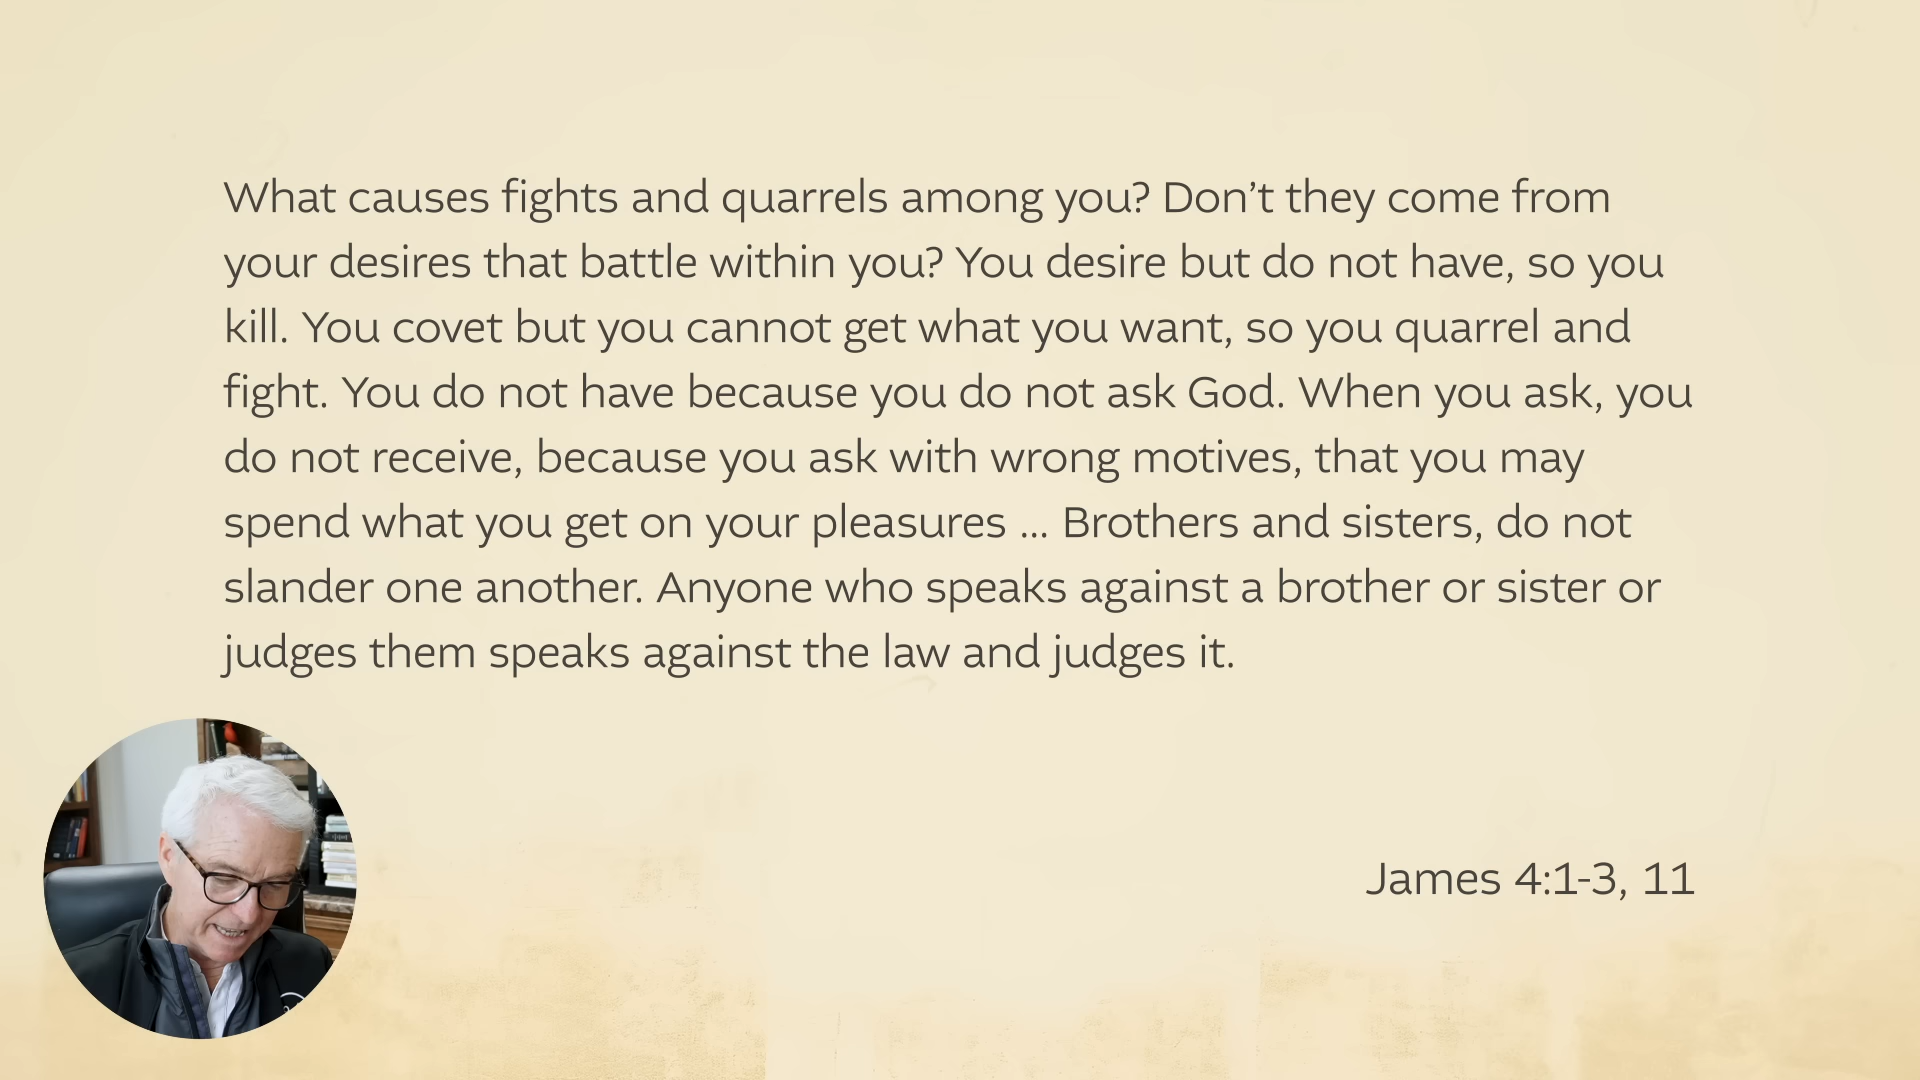 What causes fights and quarrels among you? Don’t they come from
your desires that battle within you? You desire but do not have, so you
kill. You covet but you cannot get what you want, so you quarrel and
fight. You do not have because you do not ask God. When you ask, you
do not receive, because you ask with wrong motives, that you may
spend what you get on your pleasures ... Brothers and sisters, do not
slander one another. Anyone who speaks against a brother or sister or
judges them speaks against the law and judges it.
James 4:1-3, 11